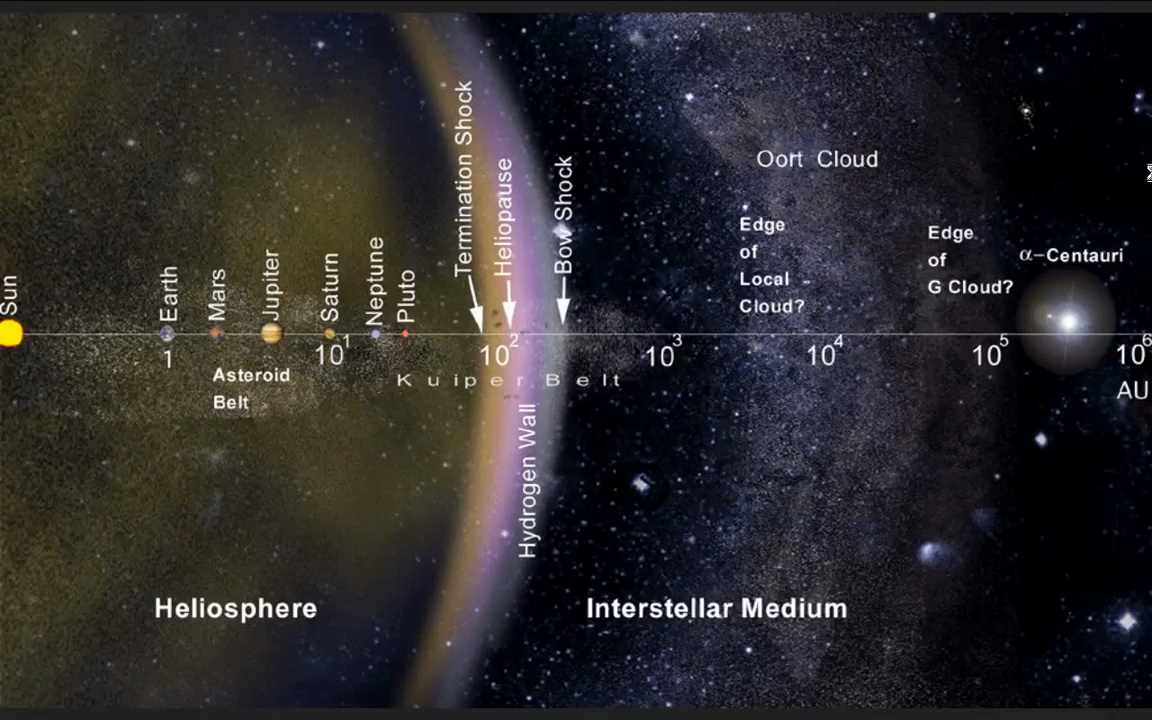 Sun
Earth
Mars
Jupiter
Saturn
Neptune
Pluto
Termination Shock
Heliopause
Bow Shock
Oort Cloud
Edge
of
Local
Cloud?
Edge
of
G Cloud?
α−Centauri
1
10¹
10²
10³
10⁴
10⁵
10⁶
AU
Asteroid
Belt
Kuiper Belt
Hydrogen Wall
Heliosphere
Interstellar Medium